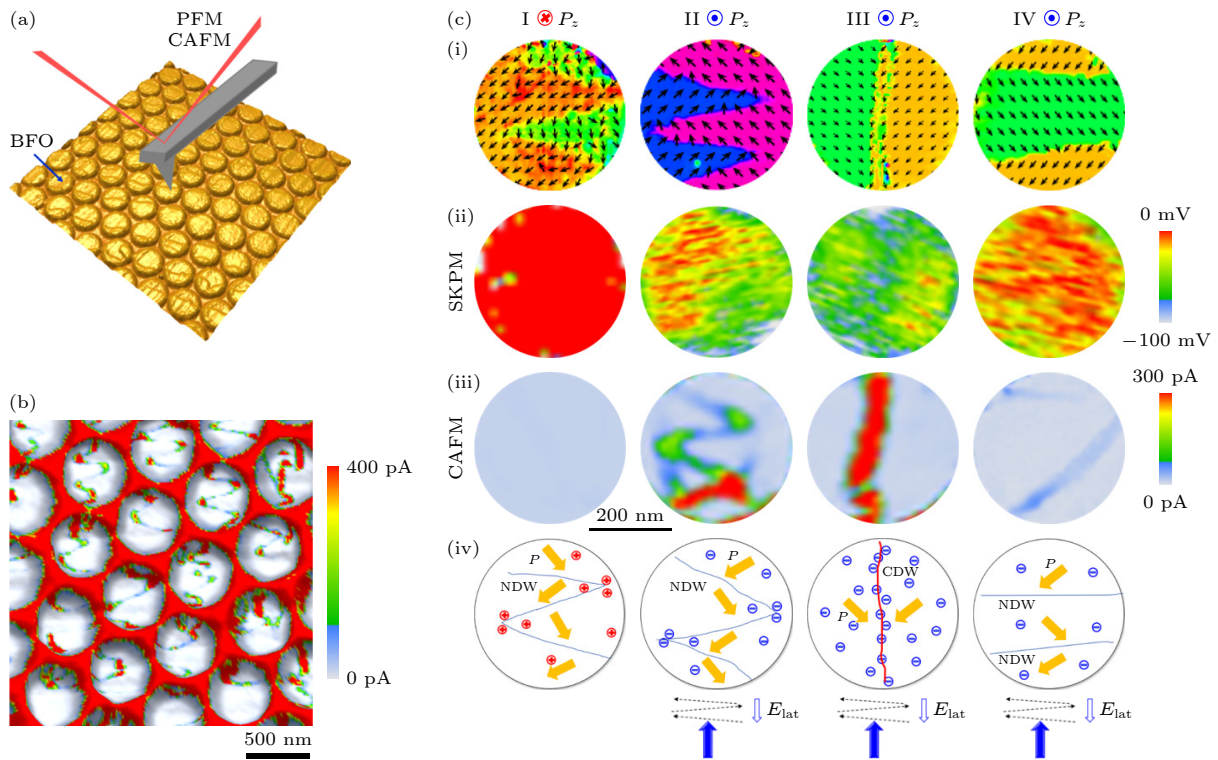 (a)
PFM
CAFM
BFO
(b)
400 pA
0 pA
500 nm
(c) I ⊗ P_z II ⊙ P_z III ⊙ P_z IV ⊙ P_z
(i)
(ii)
SKPM
0 mV
−100 mV
(iii)
CAFM
300 pA
0 pA
200 nm
(iv)
P
NDW
P
NDW
CDW
P
P
NDW
NDW
E_lat
E_lat
E_lat